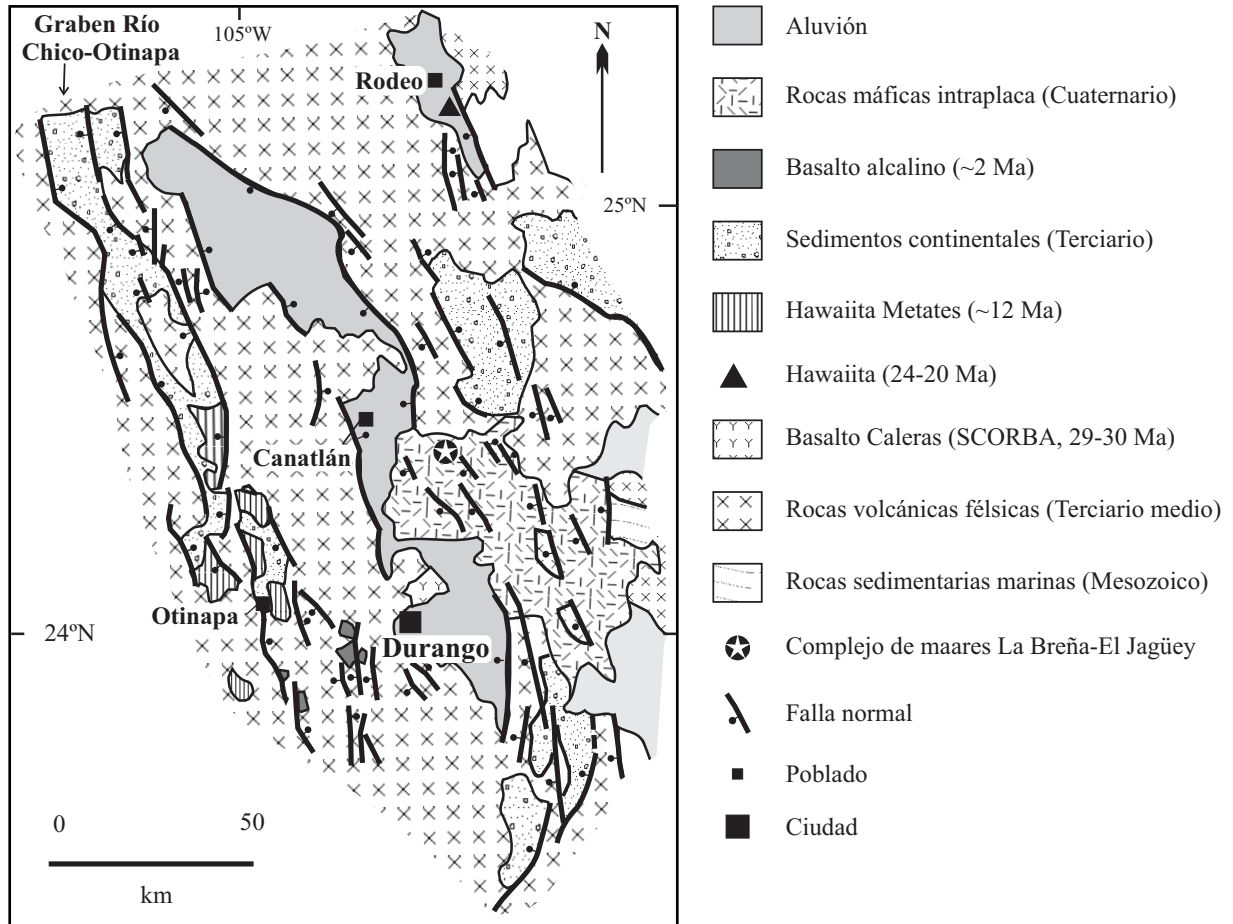 Graben Río
Chico-Otinapa
105ºW
N
Rodeo
25ºN
Canatlán
Otinapa
24ºN
Durango
0 50
km
Aluvión
Rocas máficas intraplaca (Cuaternario)
Basalto alcalino (~2 Ma)
Sedimentos continentales (Terciario)
Hawaiita Metates (~12 Ma)
Hawaiita (24-20 Ma)
Basalto Caleras (SCORBA, 29-30 Ma)
Rocas volcánicas félsicas (Terciario medio)
Rocas sedimentarias marinas (Mesozoico)
Complejo de maares La Breña-El Jagüey
Falla normal
Poblado
Ciudad